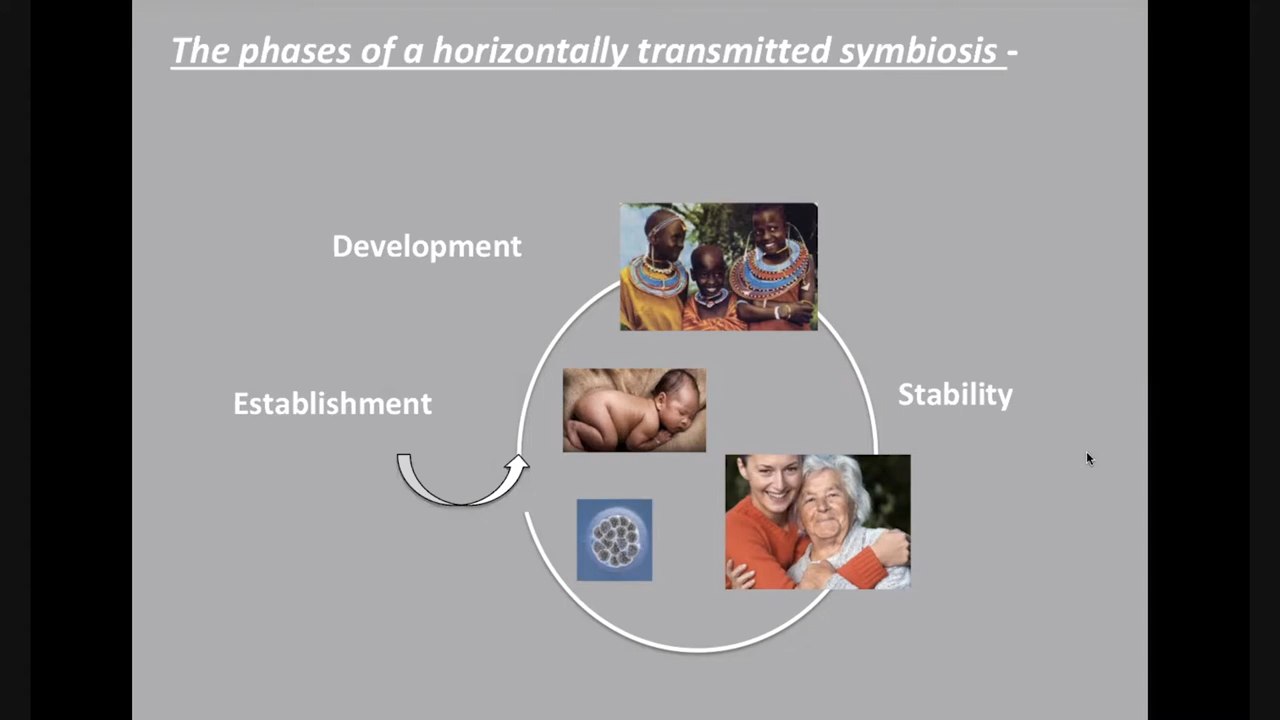 The phases of a horizontally transmitted symbiosis -
Development
Establishment
Stability